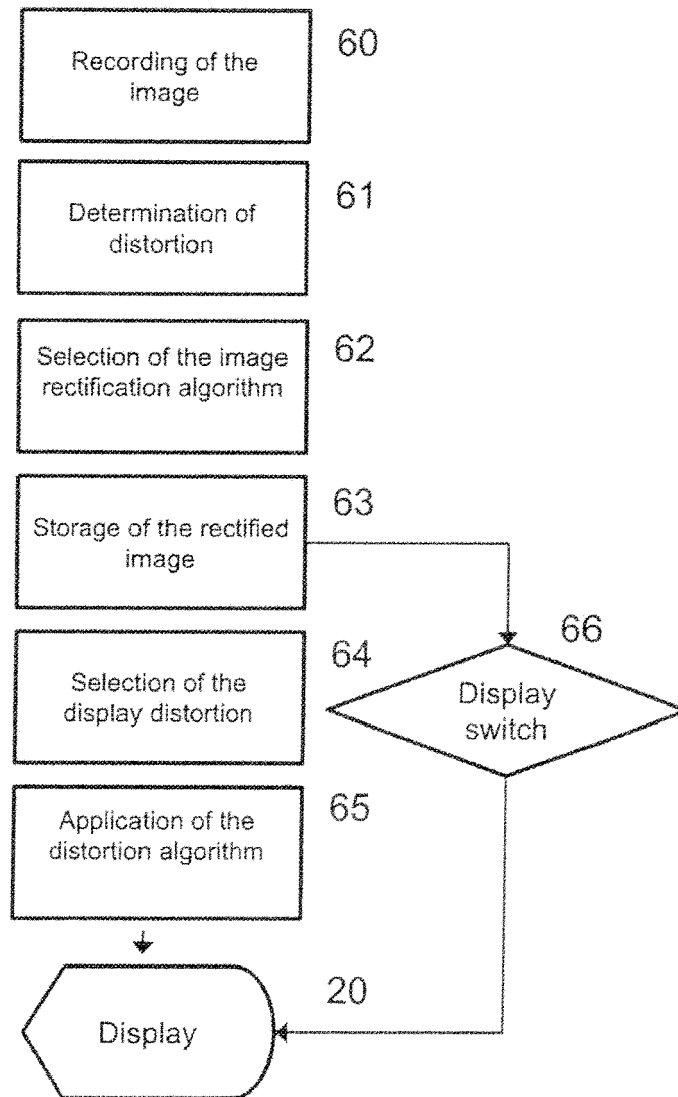 Recording of the
image
60
Determination of
distortion
61
Selection of the image
rectification algorithm
62
Storage of the rectified
image
63
Selection of the
display distortion
64
Display
switch
66
Application of the
distortion algorithm
65
Display
20